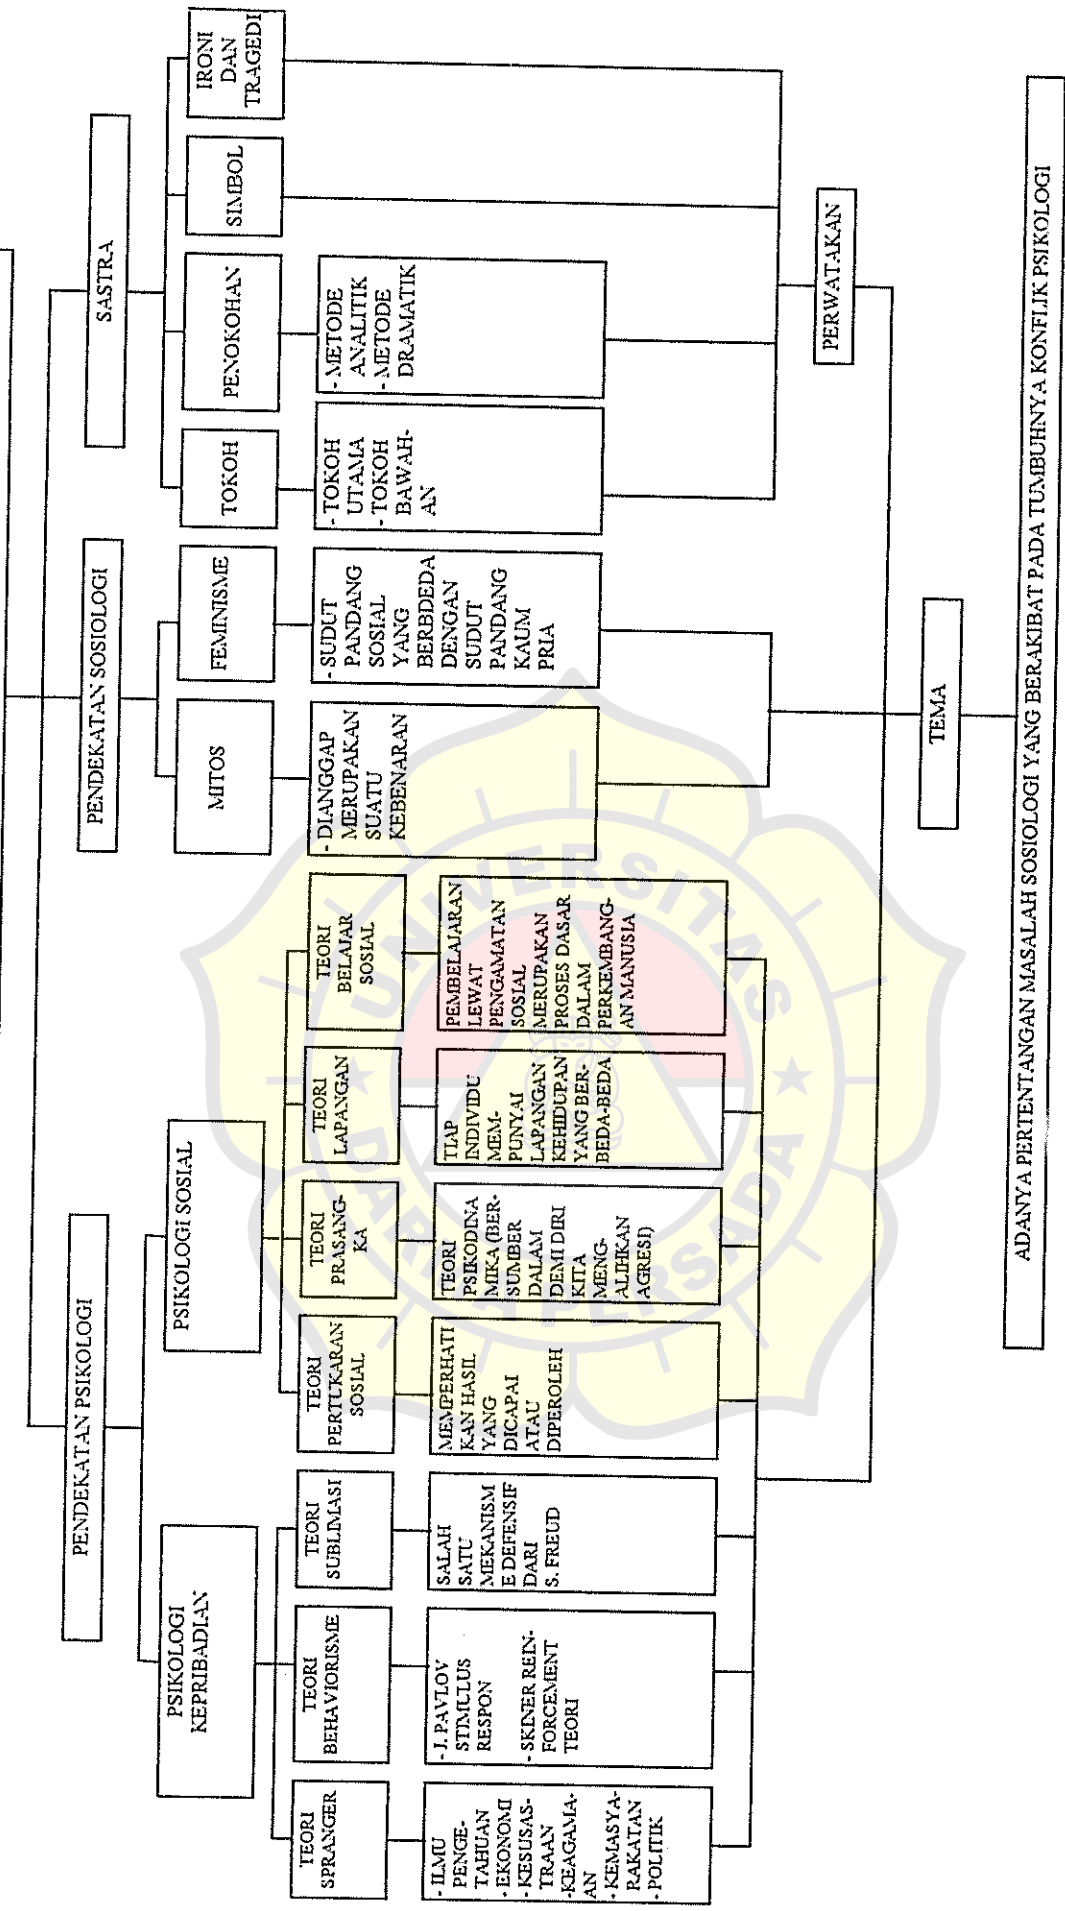 PENDEKATAN PSIKOLOGI
PENDEKATAN SOSIOLOGI
SASTRA
PSIKOLOGI
KEPRIBADIAN
PSIKOLOGI SOSIAL
MITOS
FEMINISME
TOKOH
PENOKOHAN
SIMBOL
IRONI
DAN
TRAGEDI
TEORI
SPRANGER
TEORI
BEHAVIORISME
TEORI
SUBLIMASI
TEORI
PERTUKARAN
SOSIAL
TEORI
PRASANG-
KA
TEORI
LAPANGAN
TEORI
BELAJAR
SOSIAL
- DIANGGAP
MERUPAKAN
SUATU
KEBENARAN
- SUDUT
PANDANG
SOSIAL
YANG
BERBDEDA
DENGAN
SUDUT
PANDANG
KAUM
PRIA
- TOKOH
UTAMA
- TOKOH
BAWAH-
AN
- METODE
ANALITIK
- METODE
DRAMATIK
- ILMU
PENGE-
TAHUAN
- EKONOMI
- KESUSAS-
TRAAN
-KEAGAMA-
AN
- KEMASYA-
RAKATAN
- POLITIK
- J. PAVLOV
STIMULUS
RESPON
- SKINER REIN-
FORCEMENT
TEORI
SALAH
SATU
MEKANISM
E DEFENSIF
DARI
S. FREUD
MEMPERHATI
KAN HASIL
YANG
DICAPAI
ATAU
DIPEROLEH
TEORI
PSIKODINA
MIKA (BER-
SUMBER
DALAM
DEMI DIRI
KITA
MENG-
ALIHKAN
AGRESI)
TIAP
INDIVIDU
MEM-
PUNYAI
LAPANGAN
KEHIDUPAN
YANG BER-
BEDA-BEDA
PEMBELAJARAN
LEWAT
PENGAMATAN
SOSIAL
MERUPAKAN
PROSES DASAR
DALAM
PERKEMBANG-
AN MANUSIA
PERWATAKAN
TEMA
ADANYA PERTENTANGAN MASALAH SOSIOLOGI YANG BERAKIBAT PADA TUMBUHNYA KONFLIK PSIKOLOGI
UNIVERSITAS
DARMA PERSADA